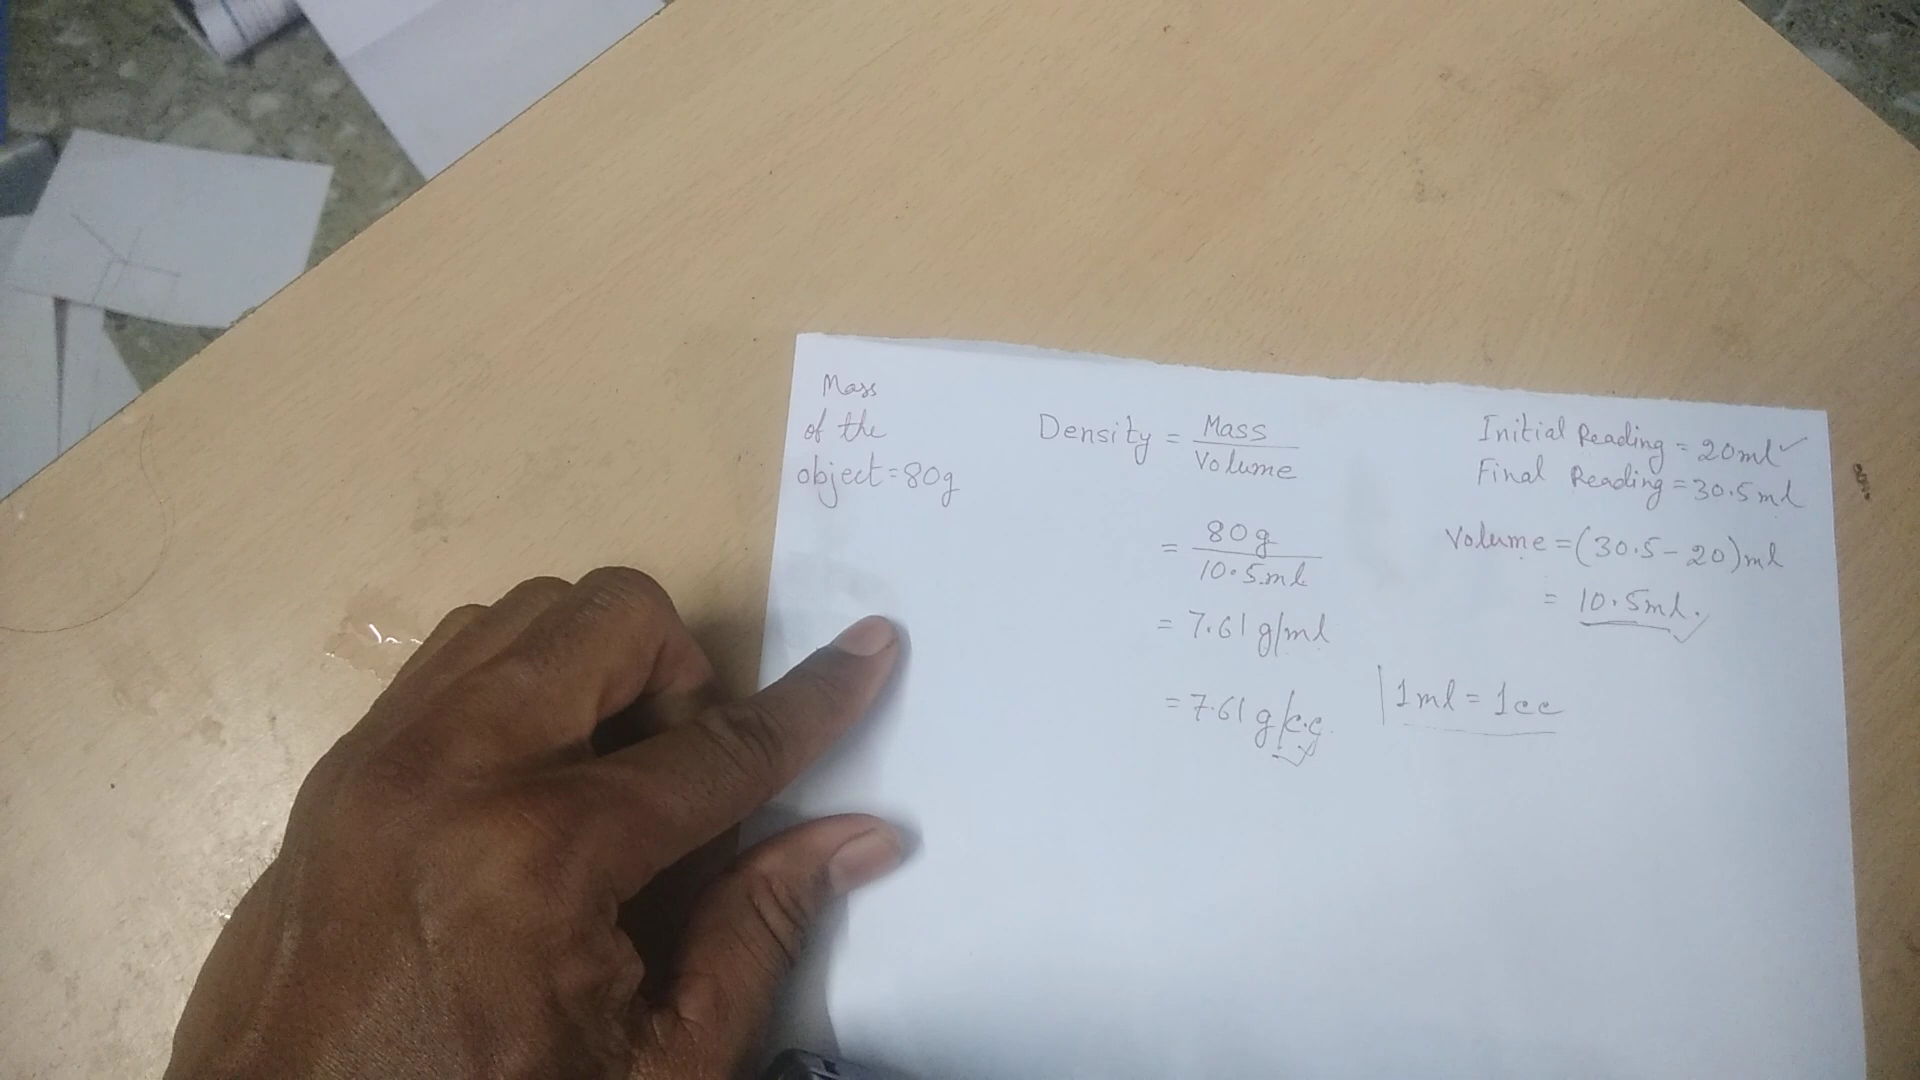 Mass
of the
object = 80g
Density = Mass / Volume
= 80g / 10.5ml
= 7.61 g/ml
= 7.61 g/c.c
Initial Reading = 20ml ✓
Final Reading = 30.5ml
Volume = (30.5 - 20)ml
= 10.5ml.
1ml = 1cc